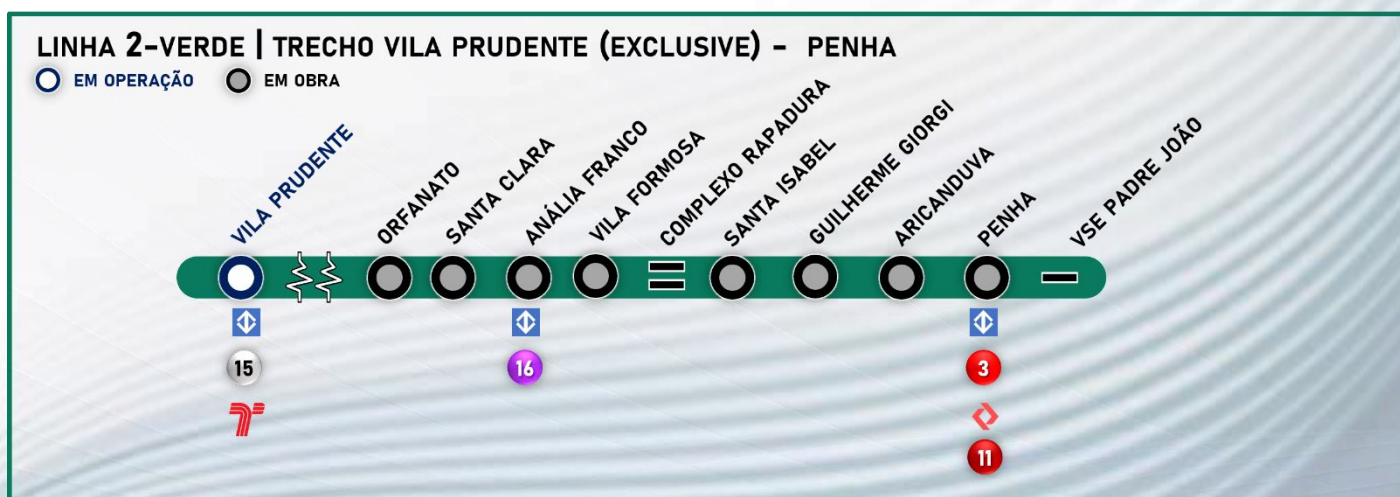 LINHA 2-VERDE | TRECHO VILA PRUDENTE (EXCLUSIVE) - PENHA
EM OPERAÇÃO
EM OBRA
VILA PRUDENTE
ORFANATO
SANTA CLARA
ANÁLIA FRANCO
VILA FORMOSA
COMPLEXO RAPADURA
SANTA ISABEL
GUILHERME GIORGI
ARICANDUVA
PENHA
VSE PADRE JOÃO
15
16
3
11